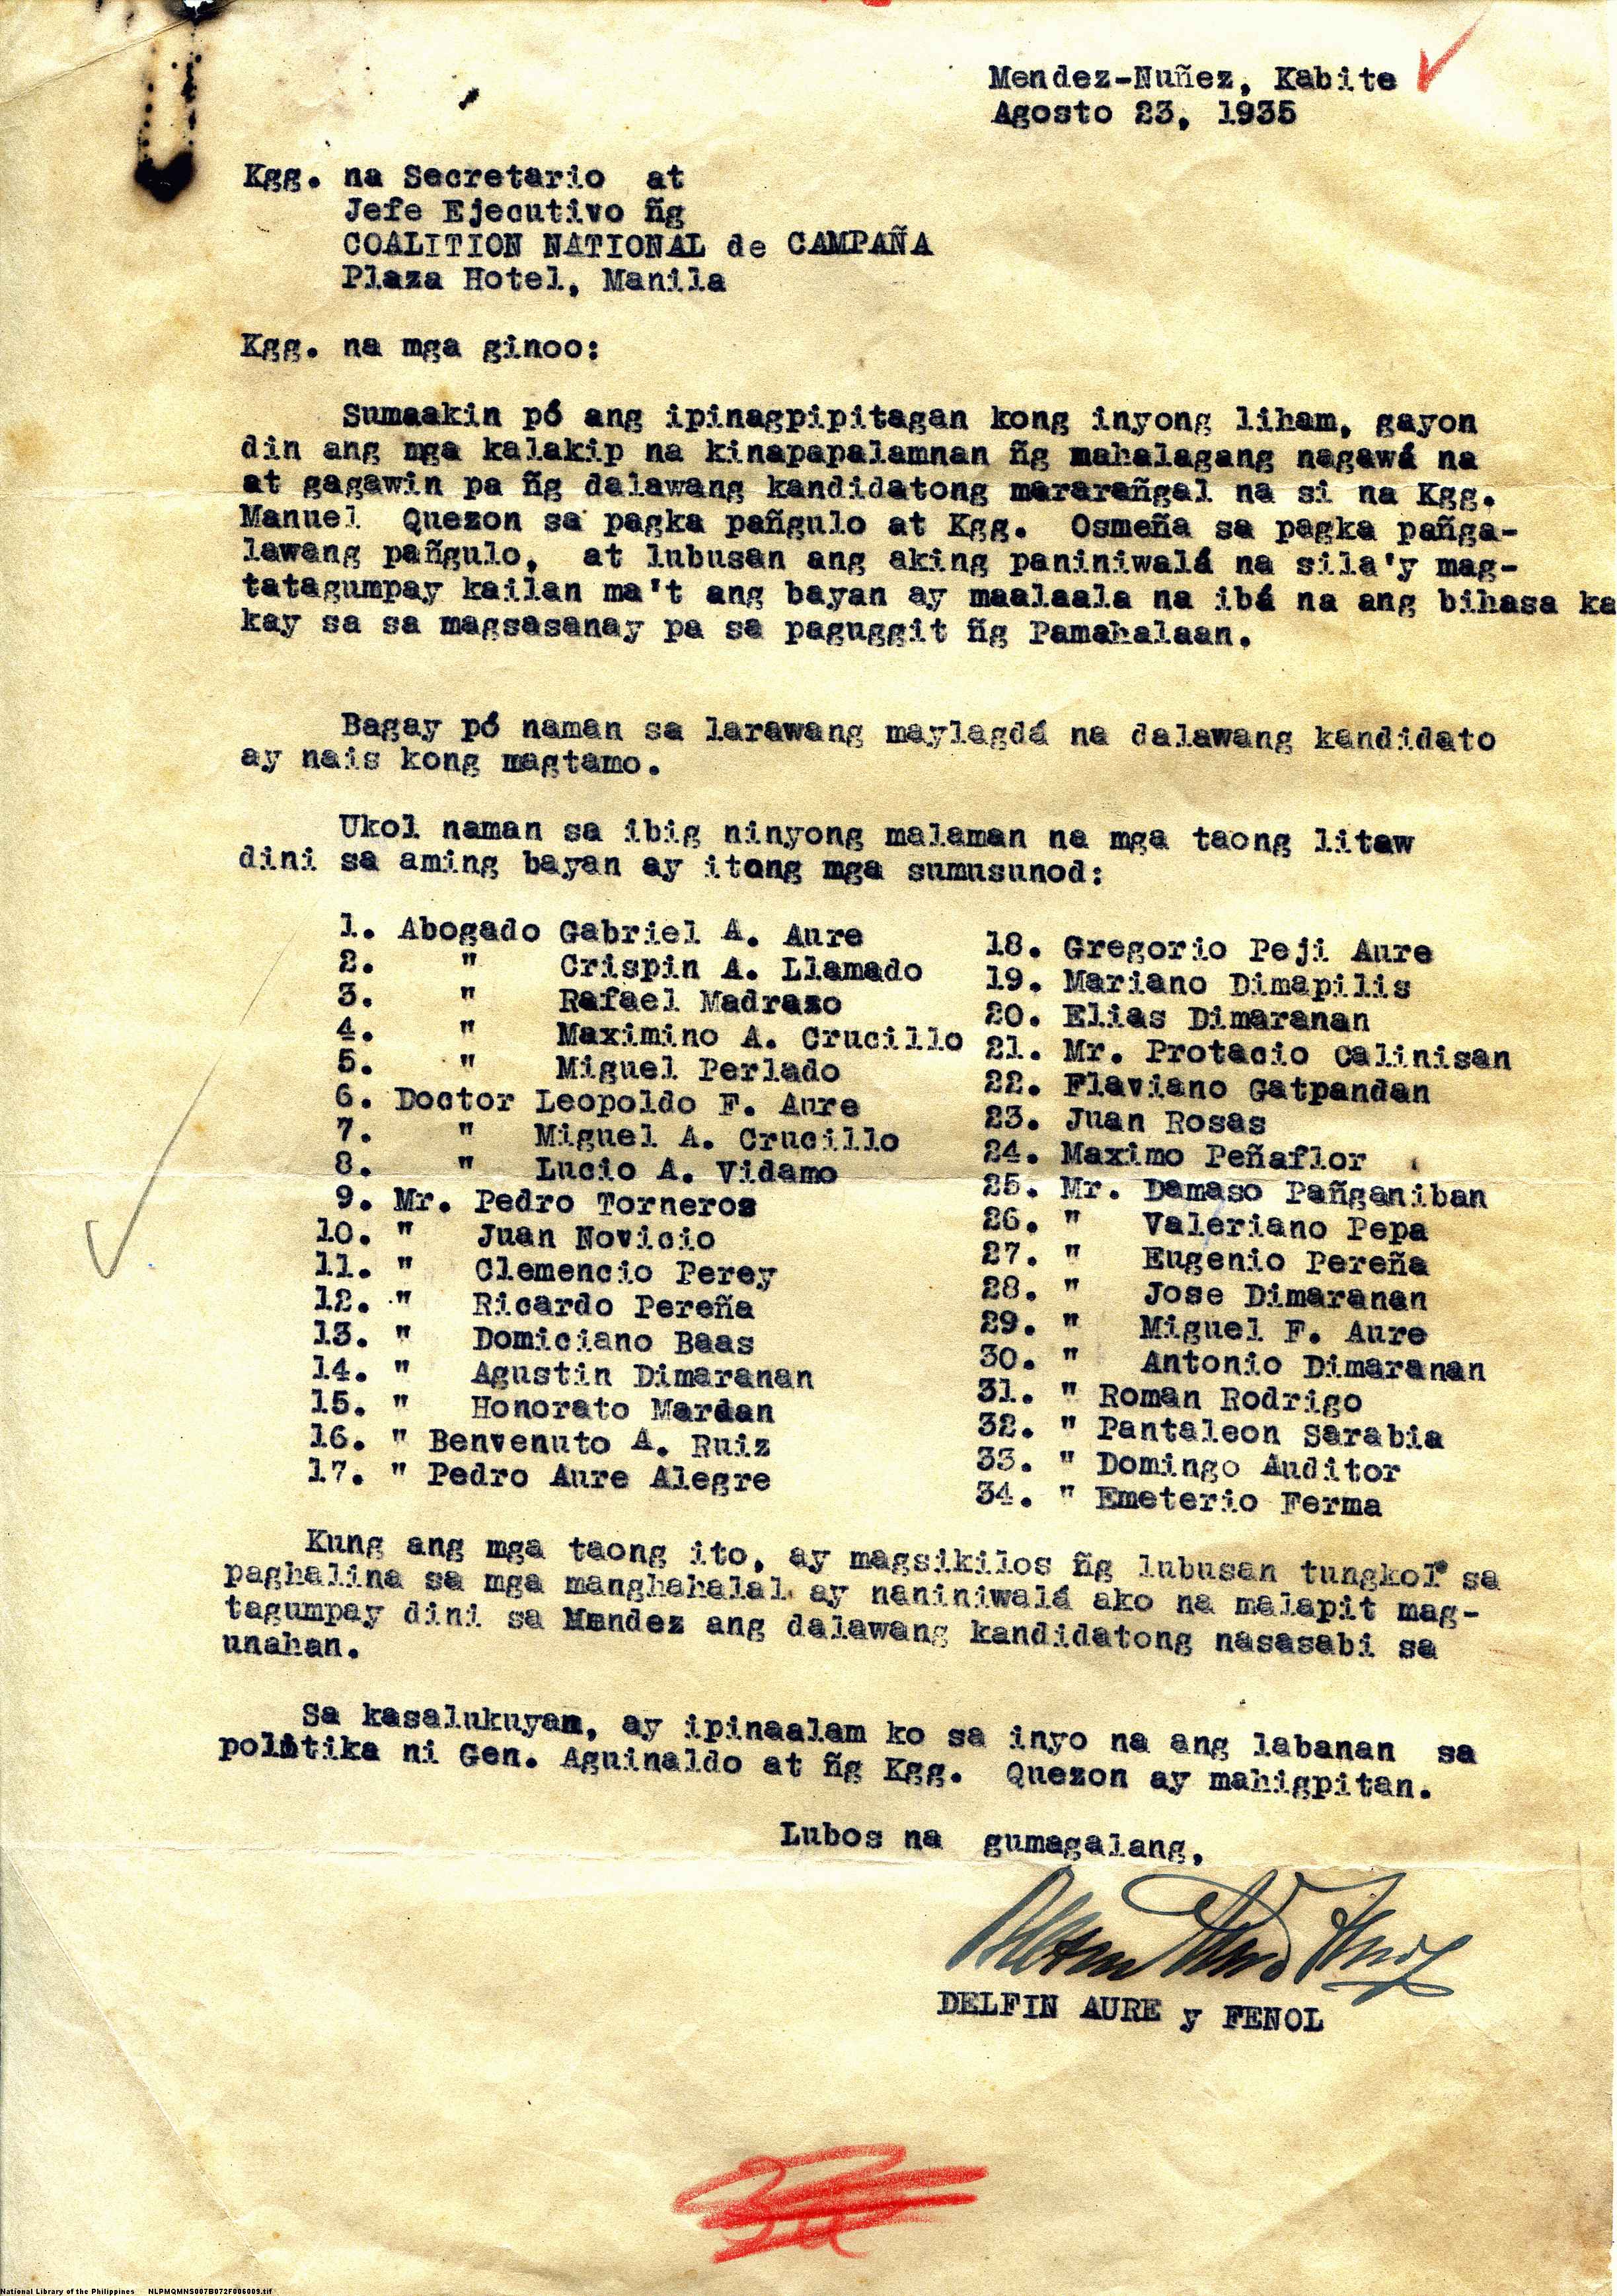 Mendez-Nuñez, Kabite
Agosto 23, 1935
Kgg. na Secretario at
Jefe Ejecutivo ñg
COALITION NATIONAL de CAMPAÑA
Plaza Hotel, Manila
Kgg. na mga ginoo:
Sumaakin pó ang ipinagpipitagan kong inyong liham, gayon
din ang mga kalakip na kinapapalamnan ñg mahalagang nagawá na
at gagawin pa ñg dalawang kandidatong mararañgal na si na Kgg.
Manuel Quezon sa pagka pañgulo at Kgg. Osmeña sa pagka pañga-
lawang pañgulo, at lubusan ang aking paniniwalá na sila'y mag-
tatagumpay kailan ma't ang bayan ay maalaala na ibá na ang bihasa ka
kay sa sa magsasanay pa sa paguggit ñg Pamahalaan.
Bagay pó naman sa larawang maylagdá na dalawang kandidato
ay nais kong magtamo.
Ukol naman sa ibig ninyong malaman na mga taong litaw
dini sa aming bayan ay itong mga sumusunod:
1. Abogado Gabriel A. Aure
2. " Crispin A. Llamado
3. " Rafael Madrazo
4. " Maximino A. Crucillo
5. " Miguel Perlado
6. Doctor Leopoldo F. Aure
7. " Miguel A. Crucillo
8. " Lucio A. Vidamo
9. Mr. Pedro Torneros
10. " Juan Novicio
11. " Clemencio Perey
12. " Ricardo Pereña
13. " Domiciano Baas
14. " Agustin Dimaranan
15. " Honorato Mardan
16. " Benvenuto A. Ruiz
17. " Pedro Aure Alegre
18. Gregorio Peji Aure
19. Mariano Dimapilis
20. Elias Dimaranan
21. Mr. Protacio Calinisan
22. Flaviano Gatpandan
23. Juan Rosas
24. Maximo Peñaflor
25. Mr. Damaso Pañganiban
26. " Valeriano Pepa
27. " Eugenio Pereña
28. " Jose Dimaranan
29. " Miguel F. Aure
30. " Antonio Dimaranan
31. " Roman Rodrigo
32. " Pantaleon Sarabia
33. " Domingo Auditor
34. " Emeterio Ferma
Kung ang mga taong ito, ay magsikilos ñg lubusan tungkol sa
paghalina sa mga manghahalal ay naniniwalá ako na malapit mag-
tagumpay dini sa Mendez ang dalawang kandidatong nasasabi sa
unahan.
Sa kasalukuyan, ay ipinaalam ko sa inyo na ang labanan sa
politika ni Gen. Aguinaldo at ñg Kgg. Quezon ay mahigpitan.
Lubos na gumagalang,
DELFIN AURE y FENOL
National Library of the Philippines NLPMQMNS007B072F006009.tif